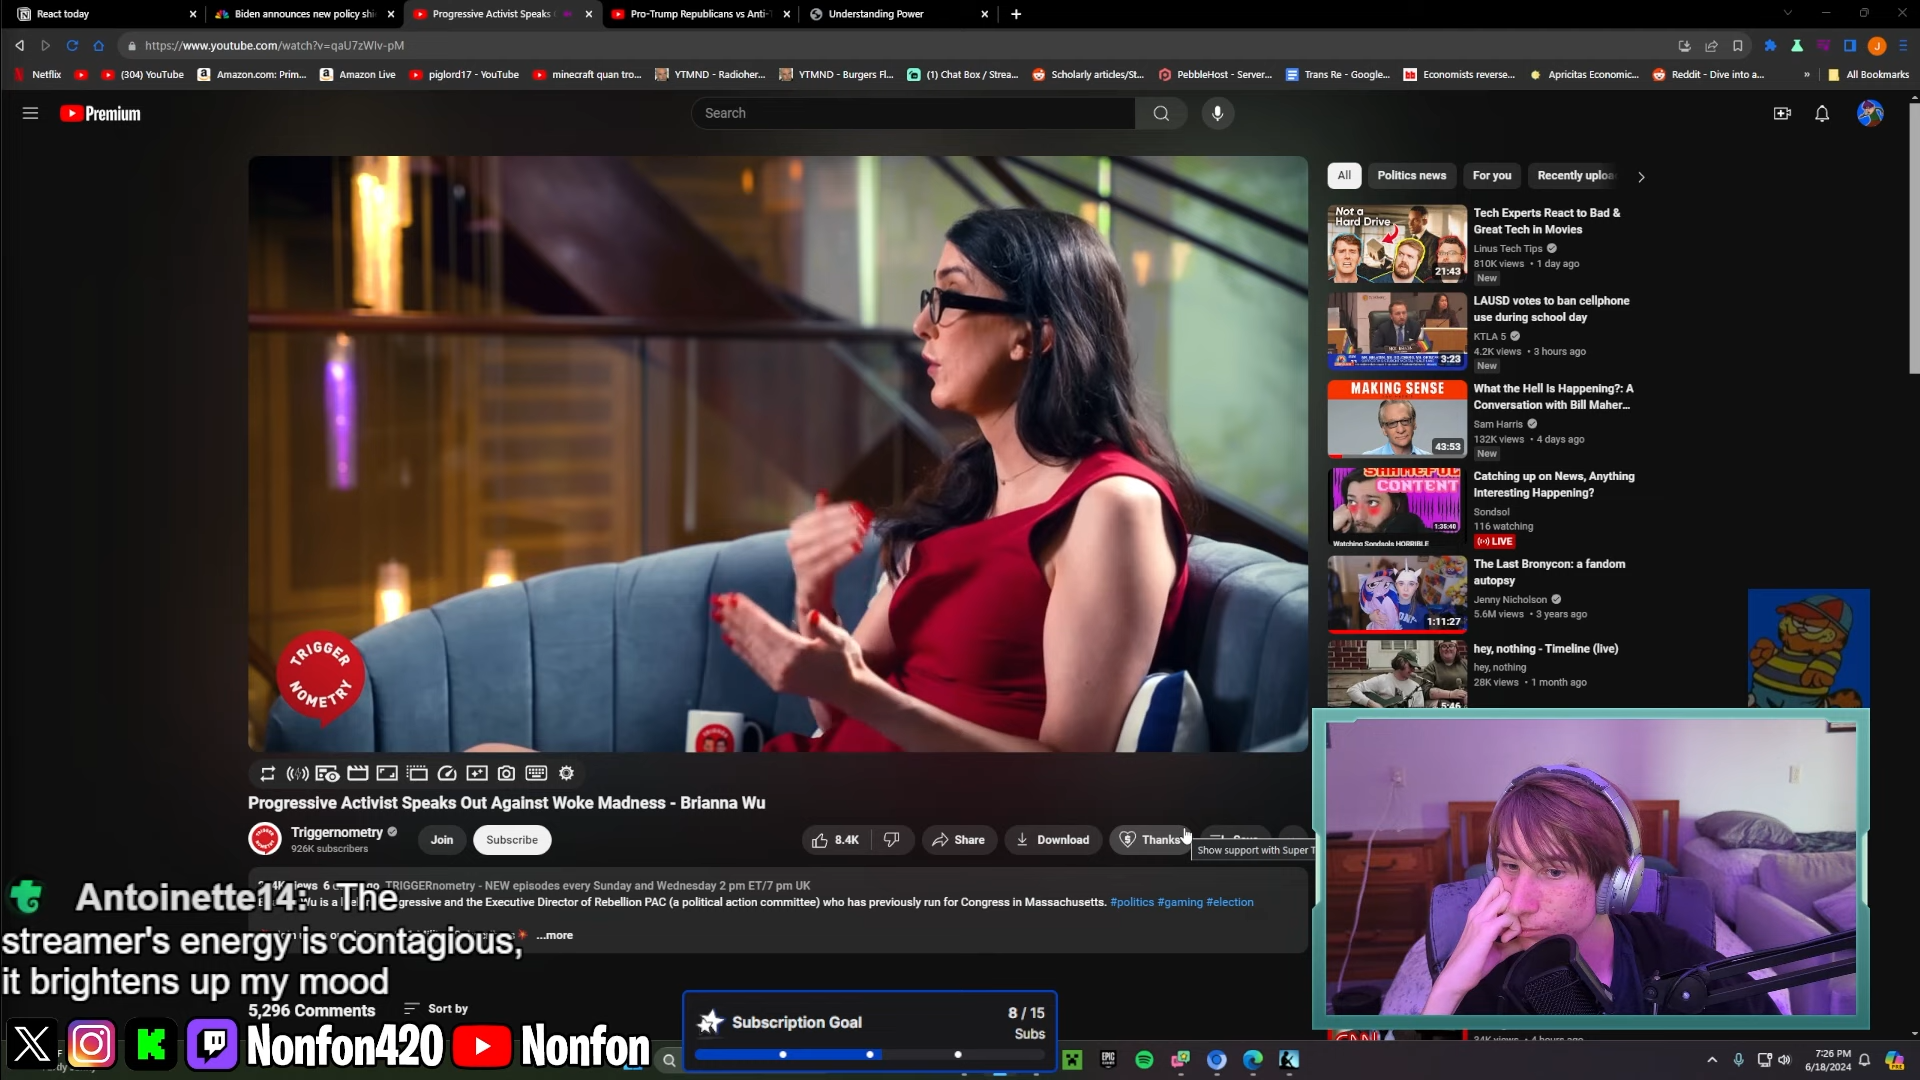 React today
Biden announces new policy shi
Progressive Activist Speaks
Pro-Trump Republicans vs Anti-
Understanding Power
https://www.youtube.com/watch?v=qaU7zWlv-pM
J
Netflix
(304) YouTube
Amazon.com: Prim...
Amazon Live
piglord17 - YouTube
minecraft quan tro...
YTMND - Radioher...
YTMND - Burgers Fl...
(1) Chat Box / Strea...
Scholarly articles/St...
PebbleHost - Server...
Trans Re - Google...
Economists reverse...
Apricitas Economic...
Reddit - Dive into a...
»
All Bookmarks
Premium
Search
All
Politics news
For you
Recently uploa
Not a
Hard Drive
21:43
Tech Experts React to Bad &
Great Tech in Movies
Linus Tech Tips
810K views • 1 day ago
New
3:23
LAUSD votes to ban cellphone
use during school day
KTLA 5
4.2K views • 3 hours ago
New
MAKING SENSE
43:53
What the Hell Is Happening?: A
Conversation with Bill Maher...
Sam Harris
132K views • 4 days ago
New
SHAMEFUL
CONTENT
1:35:40
Watching Sondsols HORRIBLE
Catching up on News, Anything
Interesting Happening?
Sondsol
116 watching
LIVE
1:11:27
The Last Bronycon: a fandom
autopsy
Jenny Nicholson
5.6M views • 3 years ago
5:46
hey, nothing - Timeline (live)
hey, nothing
28K views • 1 month ago
TRIGGER
NOMETRY
Progressive Activist Speaks Out Against Woke Madness - Brianna Wu
Triggernometry
926K subscribers
Join
Subscribe
8.4K
Share
Download
Thanks
Show support with Super T
TRIGGERnometry - NEW episodes every Sunday and Wednesday 2 pm ET/7 pm UK
and the Executive Director of Rebellion PAC (a political action committee) who has previously run for Congress in Massachusetts. #politics #gaming #election
...more
Antoinette14: The
streamer's energy is contagious,
it brightens up my mood
5,296 Comments
Sort by
Subscription Goal
8 / 15
Subs
Nonfon420
Nonfon
EPIC
7:26 PM
6/18/2024